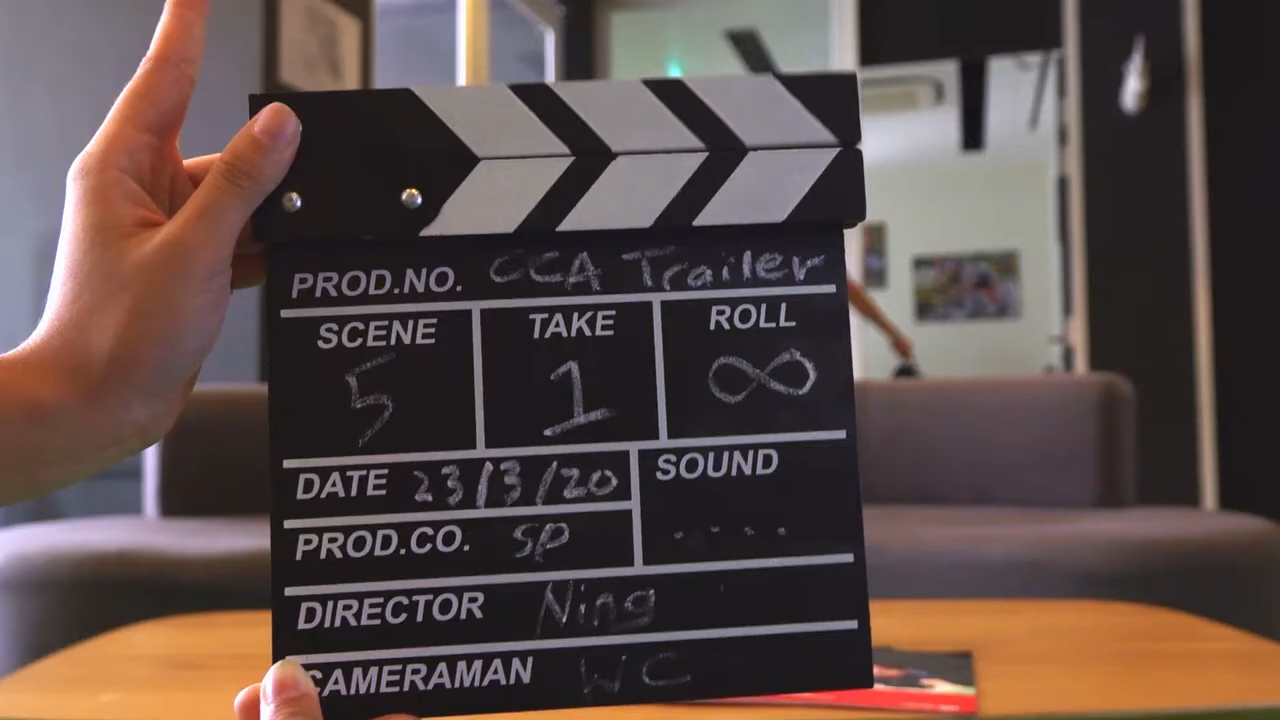 PROD.NO. CCA Trailer
SCENE TAKE ROLL
5 1 ∞
DATE 23/3/20 SOUND
PROD.CO. SP . . . . .
DIRECTOR Ning
CAMERAMAN WC